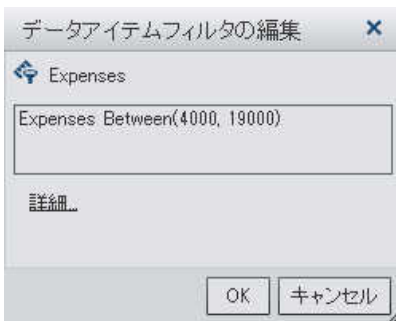 データアイテムフィルタの編集
Expenses
Expenses Between(4000, 19000)
詳細...
OK
キャンセル